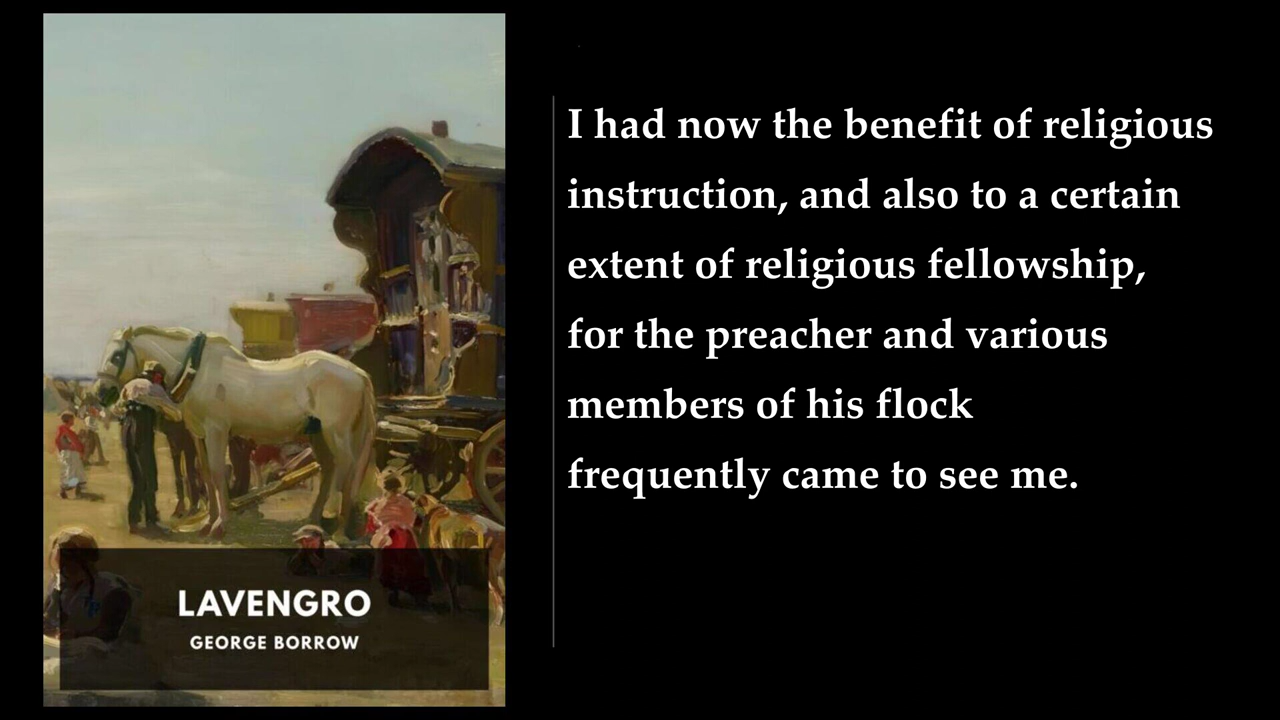 LAVENGRO
GEORGE BORROW
I had now the benefit of religious
instruction, and also to a certain
extent of religious fellowship,
for the preacher and various
members of his flock
frequently came to see me.